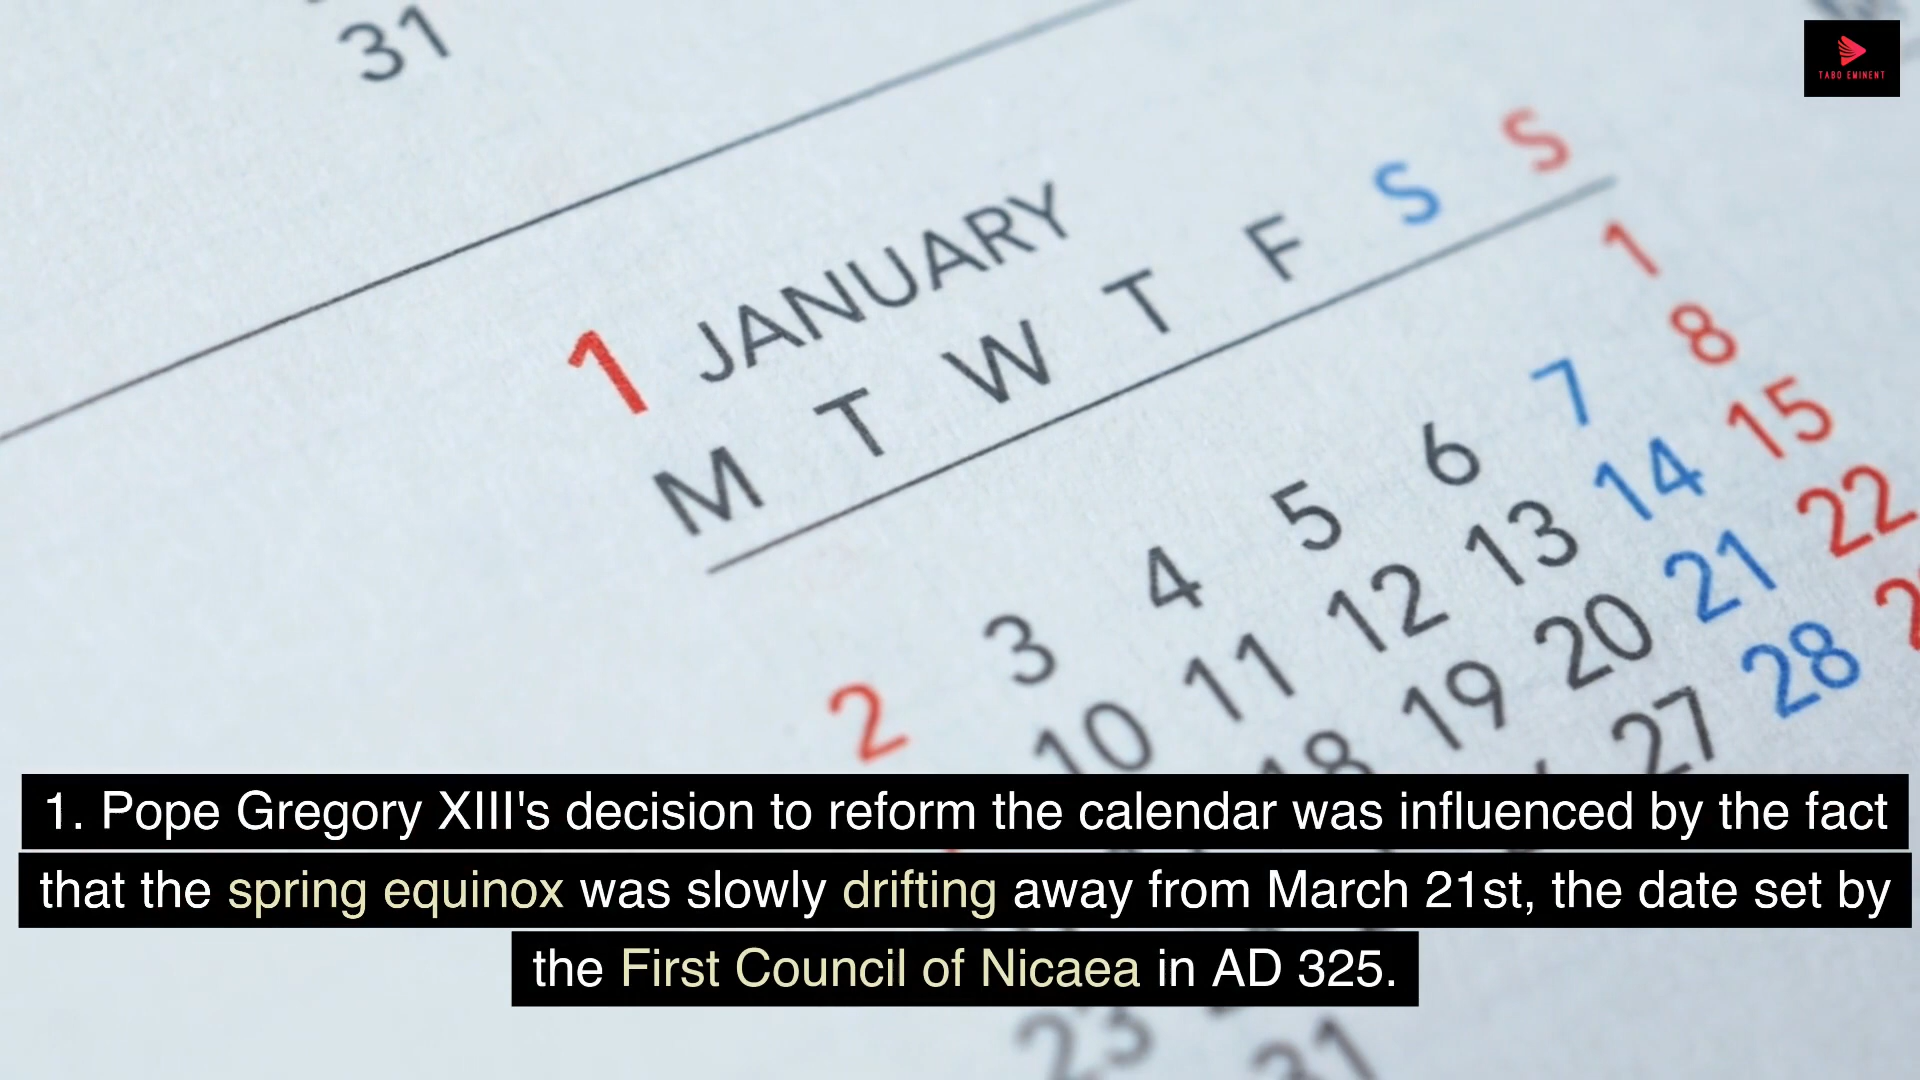 31
TABO EMINENT
1 JANUARY
M T W T F S S
1
2 3 4 5 6 7 8
10 11 12 13 14 15
18 19 20 21 22
27 28
23
31
1. Pope Gregory XIII's decision to reform the calendar was influenced by the fact
that the spring equinox was slowly drifting away from March 21st, the date set by
the First Council of Nicaea in AD 325.